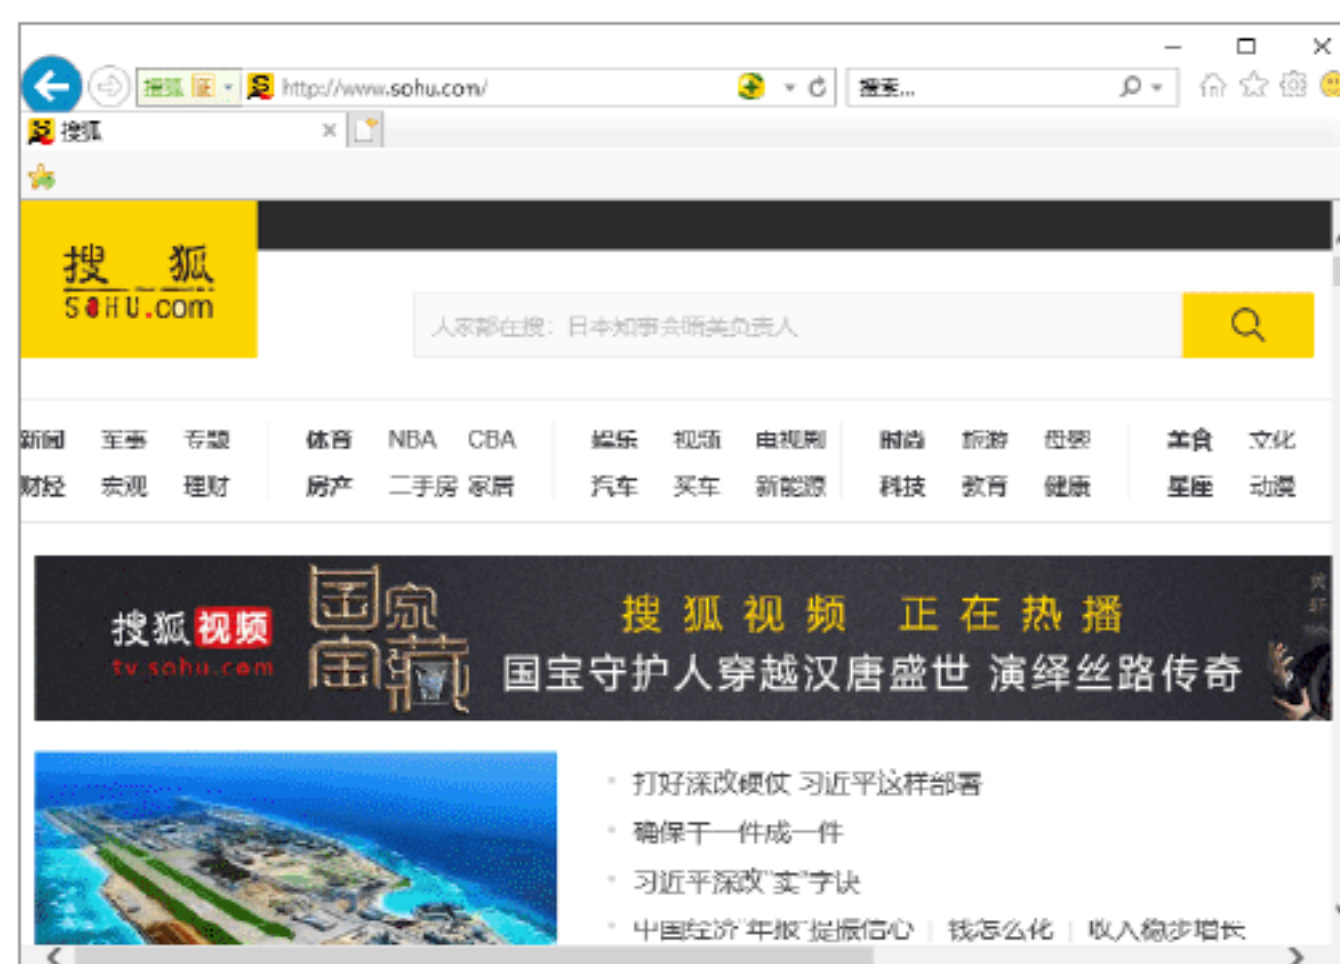 搜狐 证 http://www.sohu.com/ 搜索...
搜狐
搜 狐
SOHU.com
人家都在搜：日本知事会晤美负责人
新闻 军事 专题 体育 NBA CBA 娱乐 视频 电视剧 时尚 旅游 母婴 美食 文化
财经 宏观 理财 房产 二手房 家居 汽车 买车 新能源 科技 教育 健康 星座 动漫
搜狐视频
tv.sohu.com
国家宝藏
搜狐视频 正在热播
国宝守护人穿越汉唐盛世 演绎丝路传奇
打好深改硬仗 习近平这样部署
确保干一件成一件
习近平深改"实"字诀
中国经济"年报"提振信心 | 钱怎么花 | 收入稳步增长